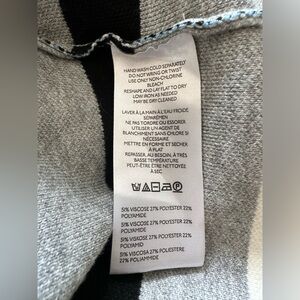 HAND WASH COLD SEPARATELY
DO NOT WRING OR TWIST
USE ONLY NON-CHLORINE
BLEACH
RESHAPE AND LAY FLAT TO DRY
LOW IRON AS NEEDED
MAY BE DRY CLEANED
LAVER À LA MAIN À L'EAU FROIDE
SÉPARÉMEN
NE PAS TORDRE OU ESSORER
UTILISER UN AGENT DE
BLANCHIMENT SANS CHLORE SI
NÉCESSAIRE
METTRE EN FORME ET SÉCHER
À PLAT
REPASSER, AU BESOIN, À TRÈS
BASSE TEMPÉRATURE
PEUT-ÊTRE ÊTRE NETTOYÉE
À SEC
51% VISCOSE 27% POLYESTER 22%
POLYAMIDE
51% VISCOSE 27% POLYESTER 22%
POLYAMIDE
51% VISCOSE 27% POLYESTER 22%
POLYAMID
51% VISCOSA 27% POLIESTERE
22% POLIAMMIDE